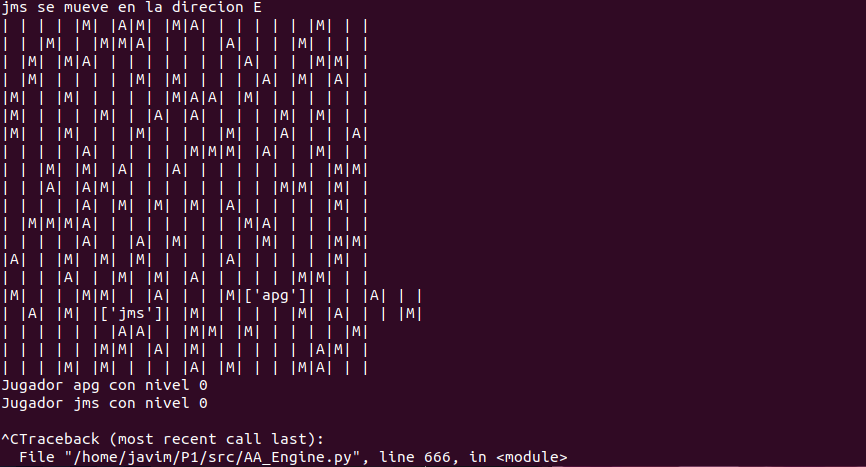 jms se mueve en la direcion E
| | | | |M| |A|M| |M|A| | | | | | |M| | |
| | |M| | |M|M|A| | | | |A| | | |M| | | |
| |M| |M|A| | | | | | | | |A| | | |M|M| |
| |M| | | | | |M| |M| | | | |A| |M| |A| |
|M| | |M| | | | | |M|A|A| |M| | | | | | |
|M| | | | |M| | |A| |A| | | | |M| |M| | |
|M| | |M| | | |M| | | | |M| | |A| | | |A|
| | | | |A| | | | | |M|M|M| |A| | |M| | |
| | |M| |M| |A| | |A| | | | | | | | |M|M|
| | |A| |A|M| | | | | | | | | |M|M| |M| |
| | | | |A| |M| |M| |M| |A| | | | | |M| |
| |M|M|M|A| | | | | | | | |M|A| | | | | |
| | | | |A| | |A| |M| | | | |M| | | |M|M|
|A| | |M| |M| | | | | | |A| | | | | |M| |
| | | |A| | |M| |M| |A| | | | | |M|M| | |
|M| | | |M|M| | |A| | | |M|['apg']| | | |A| | |
| |A| |M| |['jms']| |M| | | | | |M| |A| | | |M|
| | | | | | |A|A| | |M|M| |M| | | | | |M|
| | | | | |M|M| |A| |M| | | | | | |A|M| |
| | | |M| |M| | | | |A| |M| | | |M|A| | |
Jugador apg con nivel 0
Jugador jms con nivel 0
^CTraceback (most recent call last):
File "/home/javim/P1/src/AA_Engine.py", line 666, in <module>